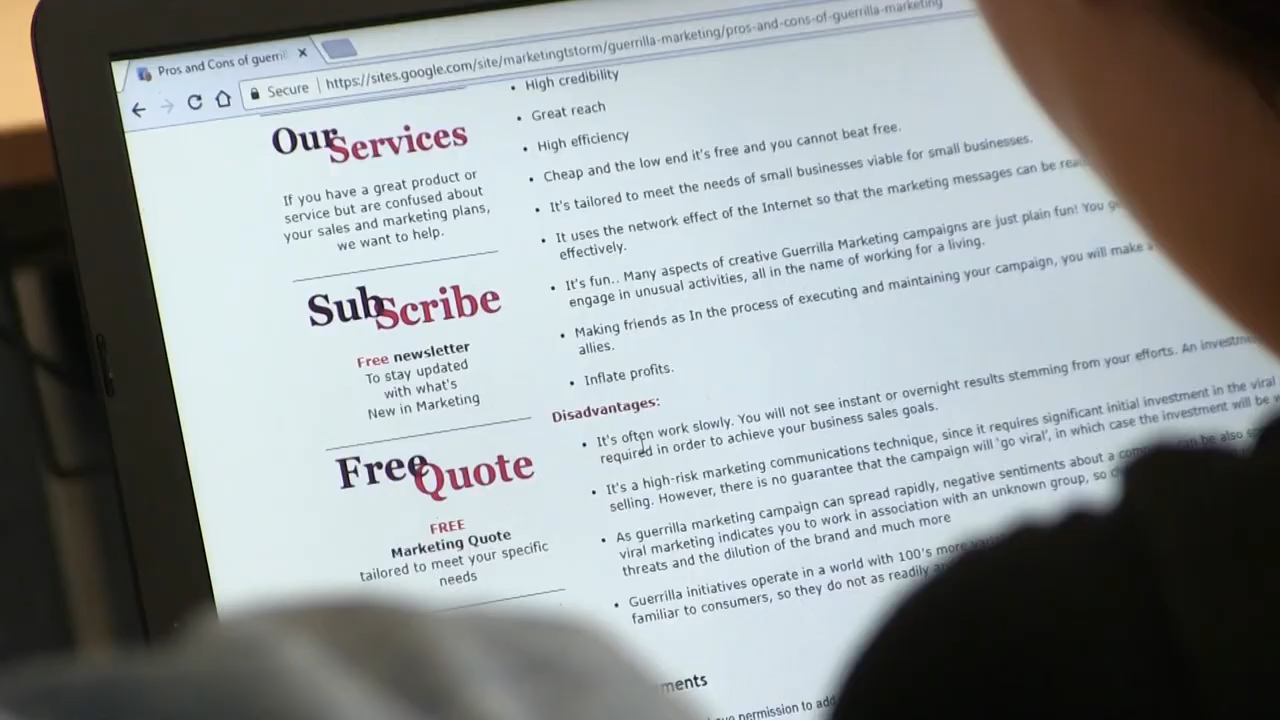 Pros and Cons of guerril
Secure
https://sites.google.com/site/marketingtstorm/guerrilla-marketing/pros-and-cons-of-guerrilla-marketing
OurServices
If you have a great product or
service but are confused about
your sales and marketing plans,
we want to help.
SubScribe
Free newsletter
To stay updated
with what's
New in Marketing
FreeQuote
FREE
Marketing Quote
tailored to meet your specific
needs
• High credibility
• Great reach
• High efficiency
• Cheap and the low end it's free and you cannot beat free.
• It's tailored to meet the needs of small businesses viable for small businesses.
• It uses the network effect of the Internet so that the marketing messages can be
effectively.
• It's fun.. Many aspects of creative Guerrilla Marketing campaigns are just plain fun! You
engage in unusual activities, all in the name of working for a living.
• Making friends as In the process of executing and maintaining your campaign, you will make
allies.
• Inflate profits.
Disadvantages:
• It's often work slowly. You will not see instant or overnight results stemming from your efforts. An
required in order to achieve your business sales goals.
• It's a high-risk marketing communications technique, since it requires significant initial investment in the viral
selling. However, there is no guarantee that the campaign will 'go viral', in which case the investment will be
• As guerrilla marketing campaign can spread rapidly, negative sentiments about a can be also
viral marketing indicates you to work in association with an unknown group, so
threats and the dilution of the brand and much more
• Guerrilla initiatives operate in a world with 100's more
familiar to consumers, so they do not as readily
ments
permission to add